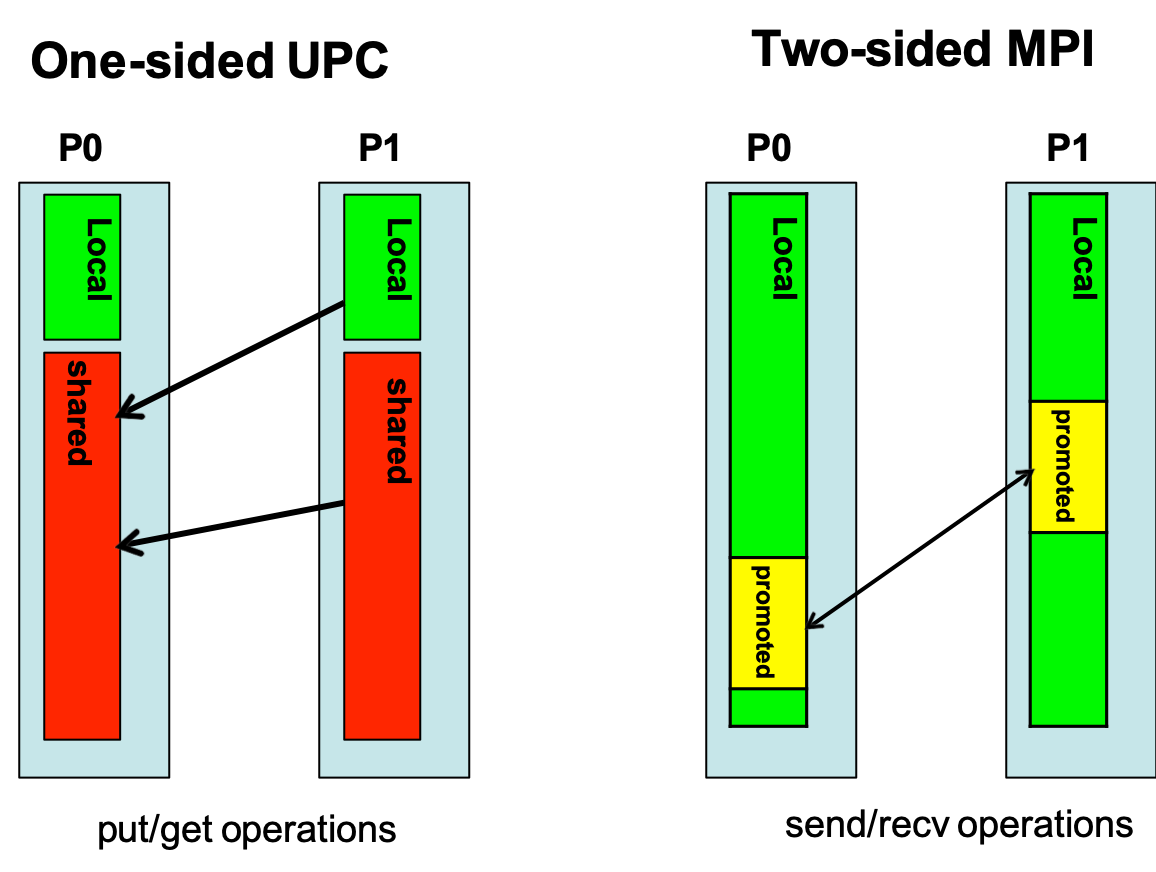 One-sided UPC
P0
P1
Local
Local
shared
shared
put/get operations
Two-sided MPI
P0
P1
Local
Local
promoted
promoted
send/recv operations